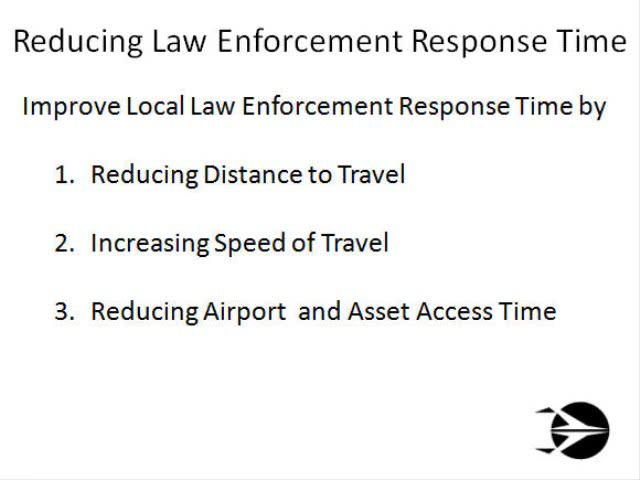 Reducing Law Enforcement Response Time
Improve Local Law Enforcement Response Time by
1. Reducing Distance to Travel
2. Increasing Speed of Travel
3. Reducing Airport  and Asset Access Time